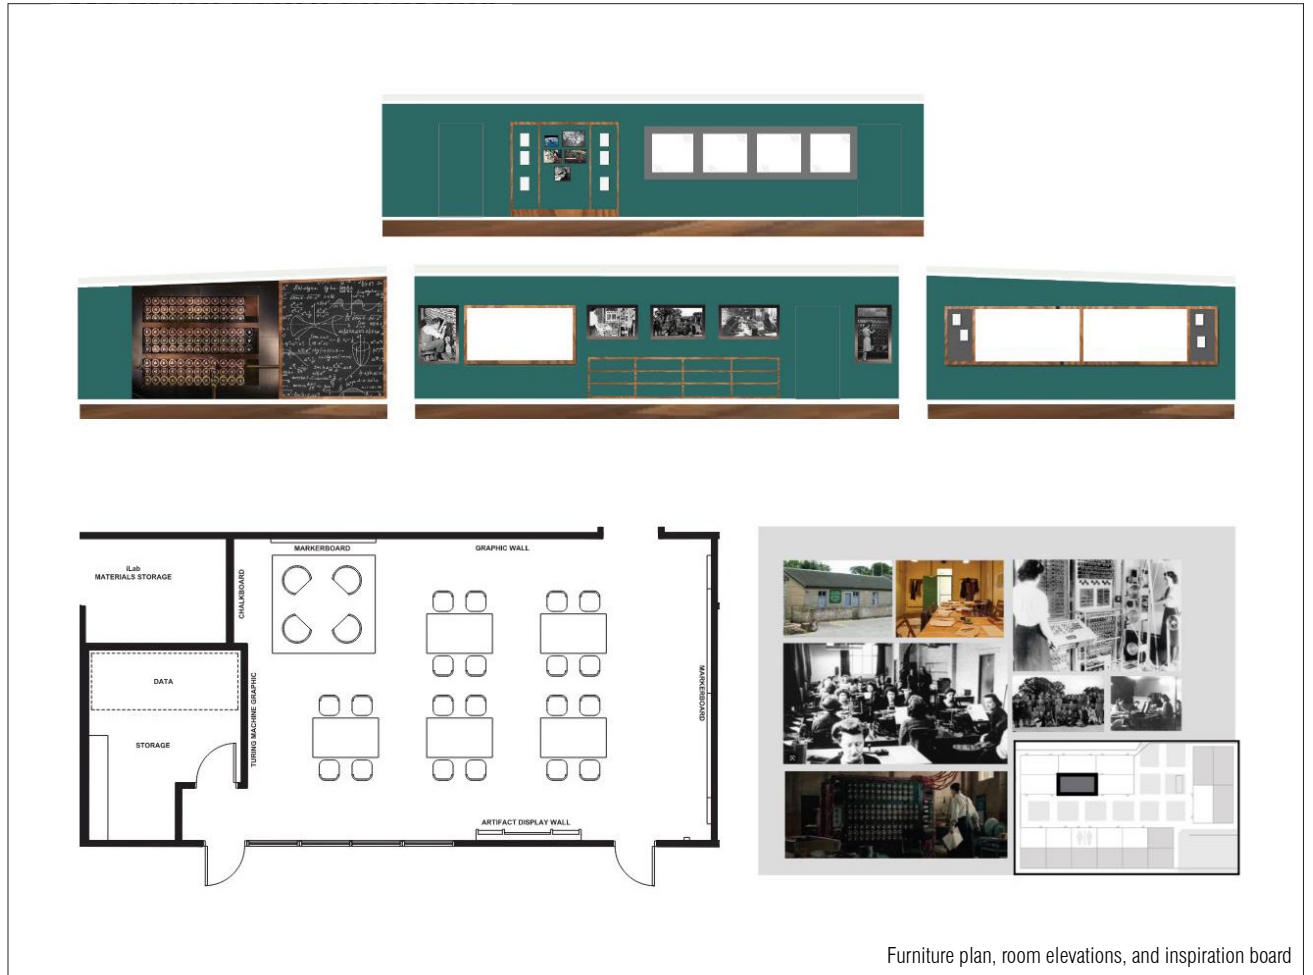 iLab
MATERIALS STORAGE
MARKERBOARD
GRAPHIC WALL
CHALKBOARD
DATA
TURING MACHINE GRAPHIC
MARKERBOARD
STORAGE
ARTIFACT DISPLAY WALL
Furniture plan, room elevations, and inspiration board